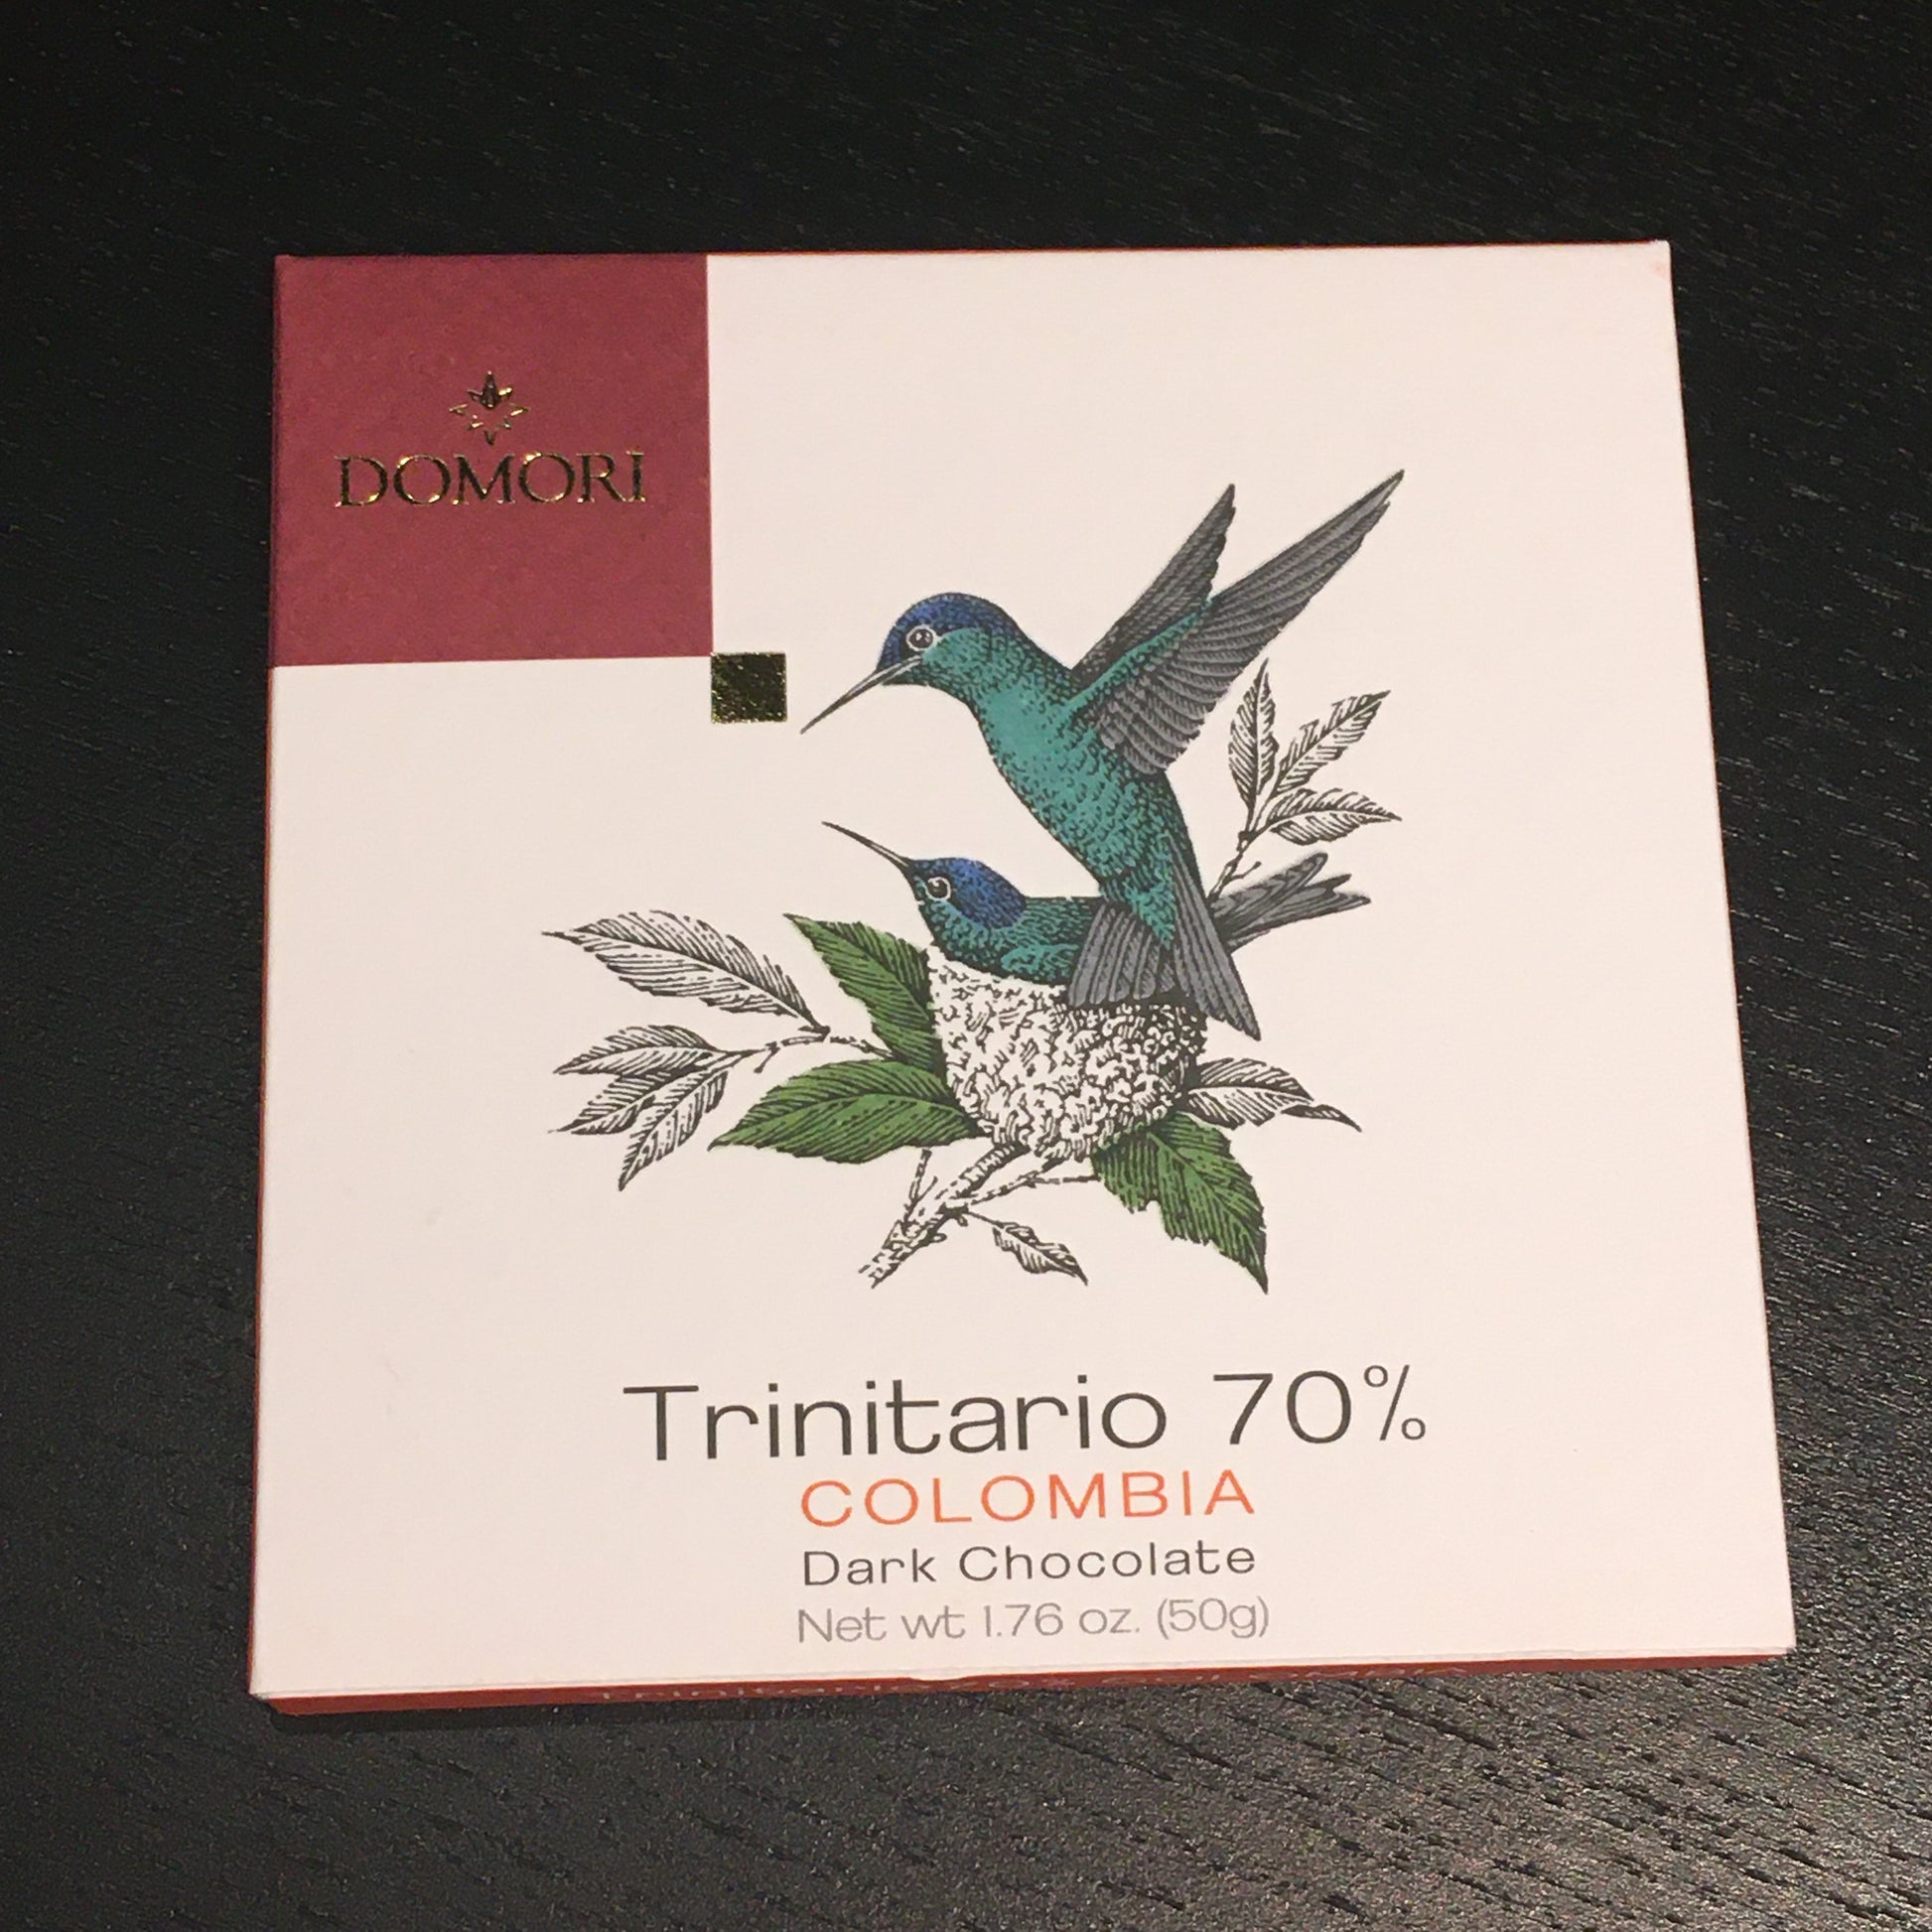 DOMORI
Trinitario 70%
COLOMBIA
Dark Chocolate
Net wt 1.76 oz. (50g)